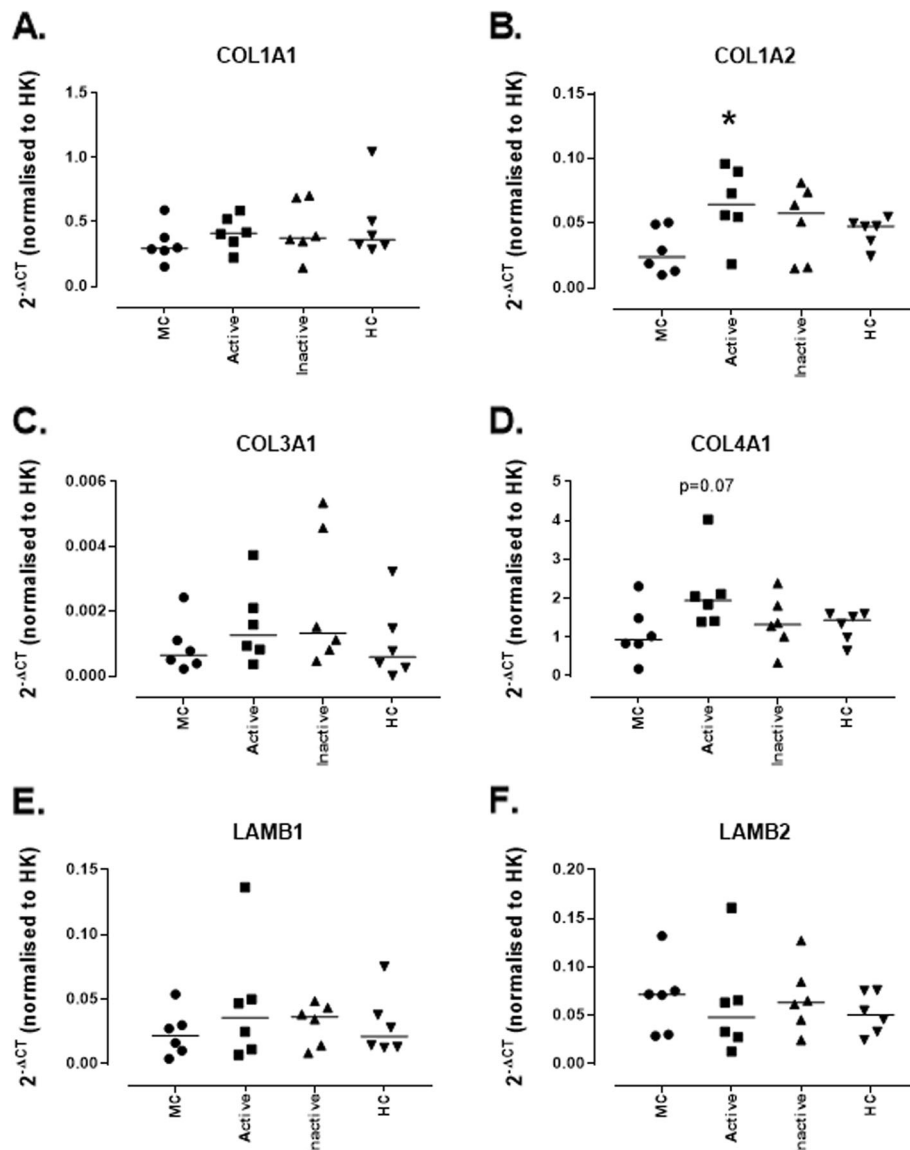 A.
COL1A1
2-ΔCT (normalised to HK)
1.5
1.0
0.5
0.0
MC
Active
Inactive
HC
B.
COL1A2
2-ΔCT (normalised to HK)
0.15
0.10
0.05
0.00
*
MC
Active
Inactive
HC
C.
COL3A1
2-ΔCT (normalised to HK)
0.006
0.004
0.002
0.000
MC
Active
Inactive
HC
D.
COL4A1
2-ΔCT (normalised to HK)
5
4
3
2
1
0
p=0.07
MC
Active
Inactive
HC
E.
LAMB1
2-ΔCT (normalised to HK)
0.15
0.10
0.05
0.00
MC
Active
Inactive
HC
F.
LAMB2
2-ΔCT (normalised to HK)
0.20
0.15
0.10
0.05
0.00
MC
Active
Inactive
HC